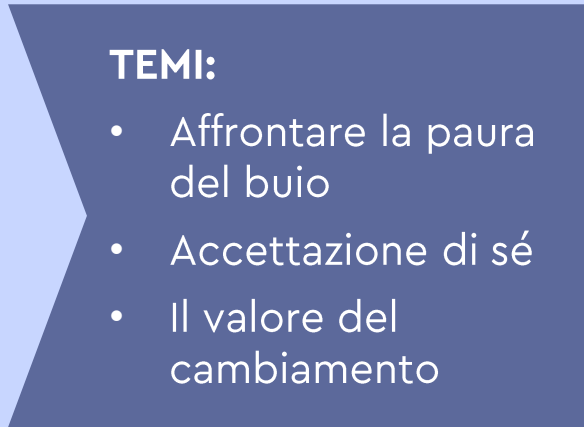 TEMI:
• Affrontare la paura
del buio
• Accettazione di sé
• Il valore del
cambiamento